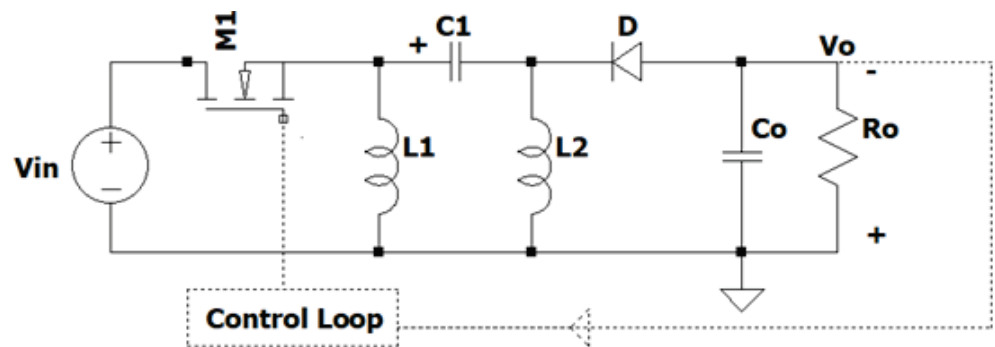 M1
+
C1
D
Vo
-
Vin
+
-
L1
L2
Co
Ro
+
Control Loop